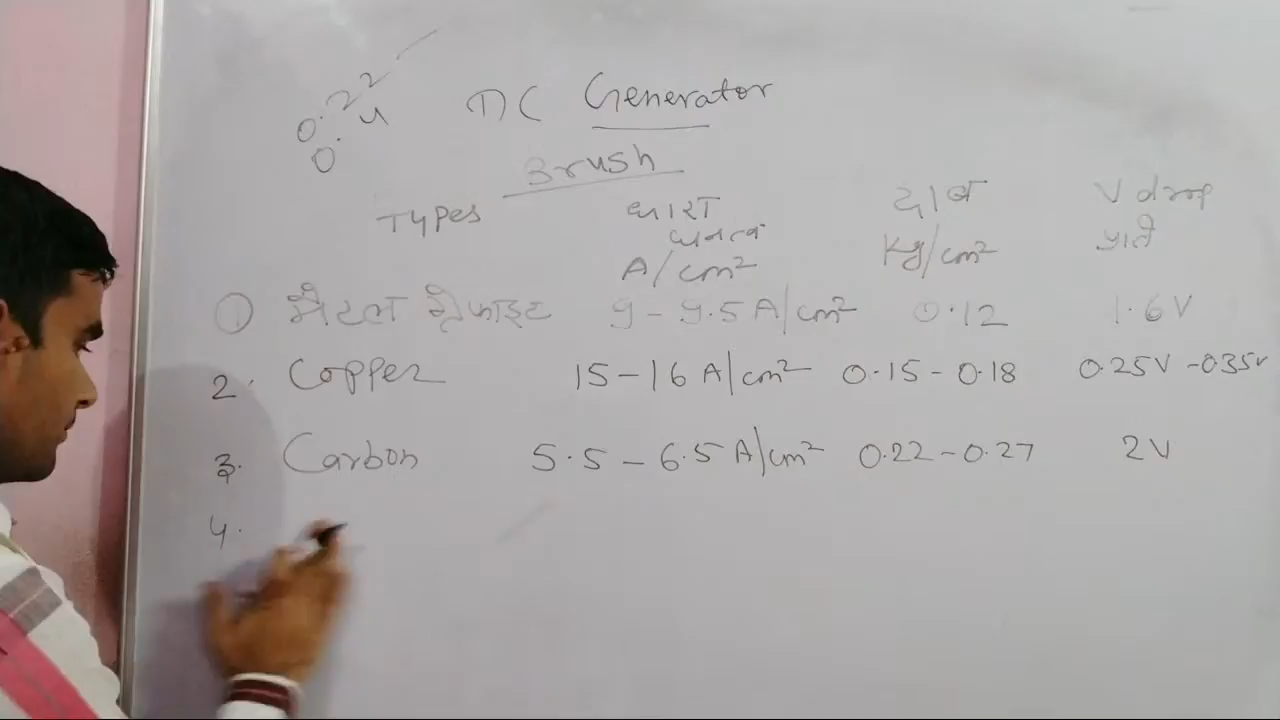 0.22
0.4
DC Generator
Brush
Types धारा घनत्व A/cm² दाब Kg/cm² V drop प्रति
① मैटल ग्रेफाइट 9 - 9.5 A/cm² 0.12 1.6 V
2. Copper 15 - 16 A/cm² 0.15 - 0.18 0.25V - 0.35V
3. Carbon 5.5 - 6.5 A/cm² 0.22 - 0.27 2V
4.